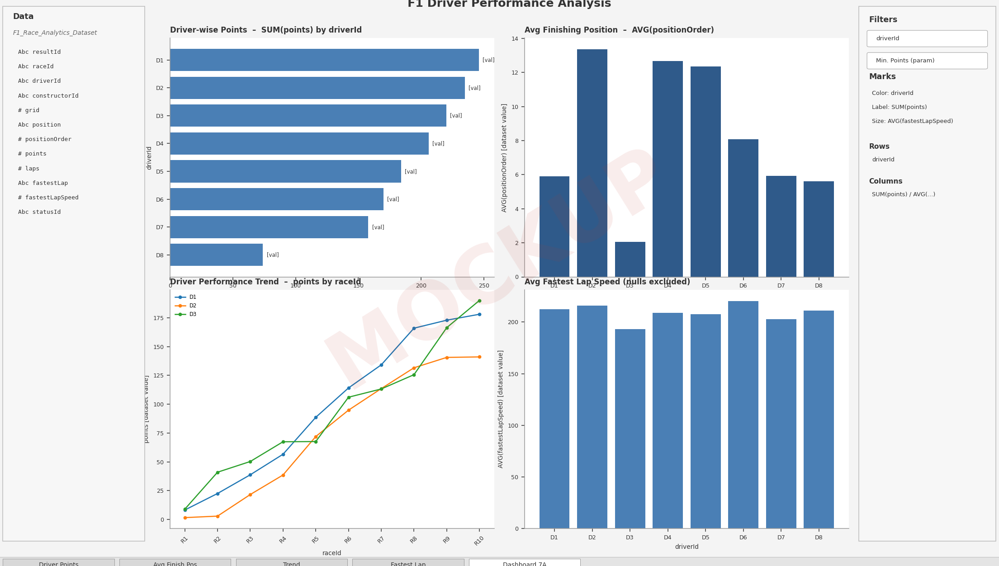 F1 Driver Performance Analysis
Data
F1_Race_Analytics_Dataset
Abc resultId
Abc raceId
Abc driverId
Abc constructorId
# grid
Abc position
# positionOrder
# points
# laps
Abc fastestLap
# fastestLapSpeed
Abc statusId
Driver-wise Points – SUM(points) by driverId
driverId
D1 [val]
D2 [val]
D3 [val]
D4 [val]
D5 [val]
D6 [val]
D7 [val]
D8 [val]
0 50 100 150 200 250
Avg Finishing Position – AVG(positionOrder)
AVG(positionOrder) [dataset value]
14
12
10
8
6
4
2
0
D1 D2 D3 D4 D5 D6 D7 D8
Driver Performance Trend – points by raceId
points [dataset value]
D1
D2
D3
175
150
125
100
75
50
25
0
R1 R2 R3 R4 R5 R6 R7 R8 R9 R10
raceId
Avg Fastest Lap Speed (nulls excluded)
AVG(fastestLapSpeed) [dataset value]
200
150
100
50
0
D1 D2 D3 D4 D5 D6 D7 D8
driverId
MOCKUP
Filters
driverId
Min. Points (param)
Marks
Color: driverId
Label: SUM(points)
Size: AVG(fastestLapSpeed)
Rows
driverId
Columns
SUM(points) / AVG(...)
Driver Points Avg Finish Pos Trend Fastest Lap Dashboard 7A